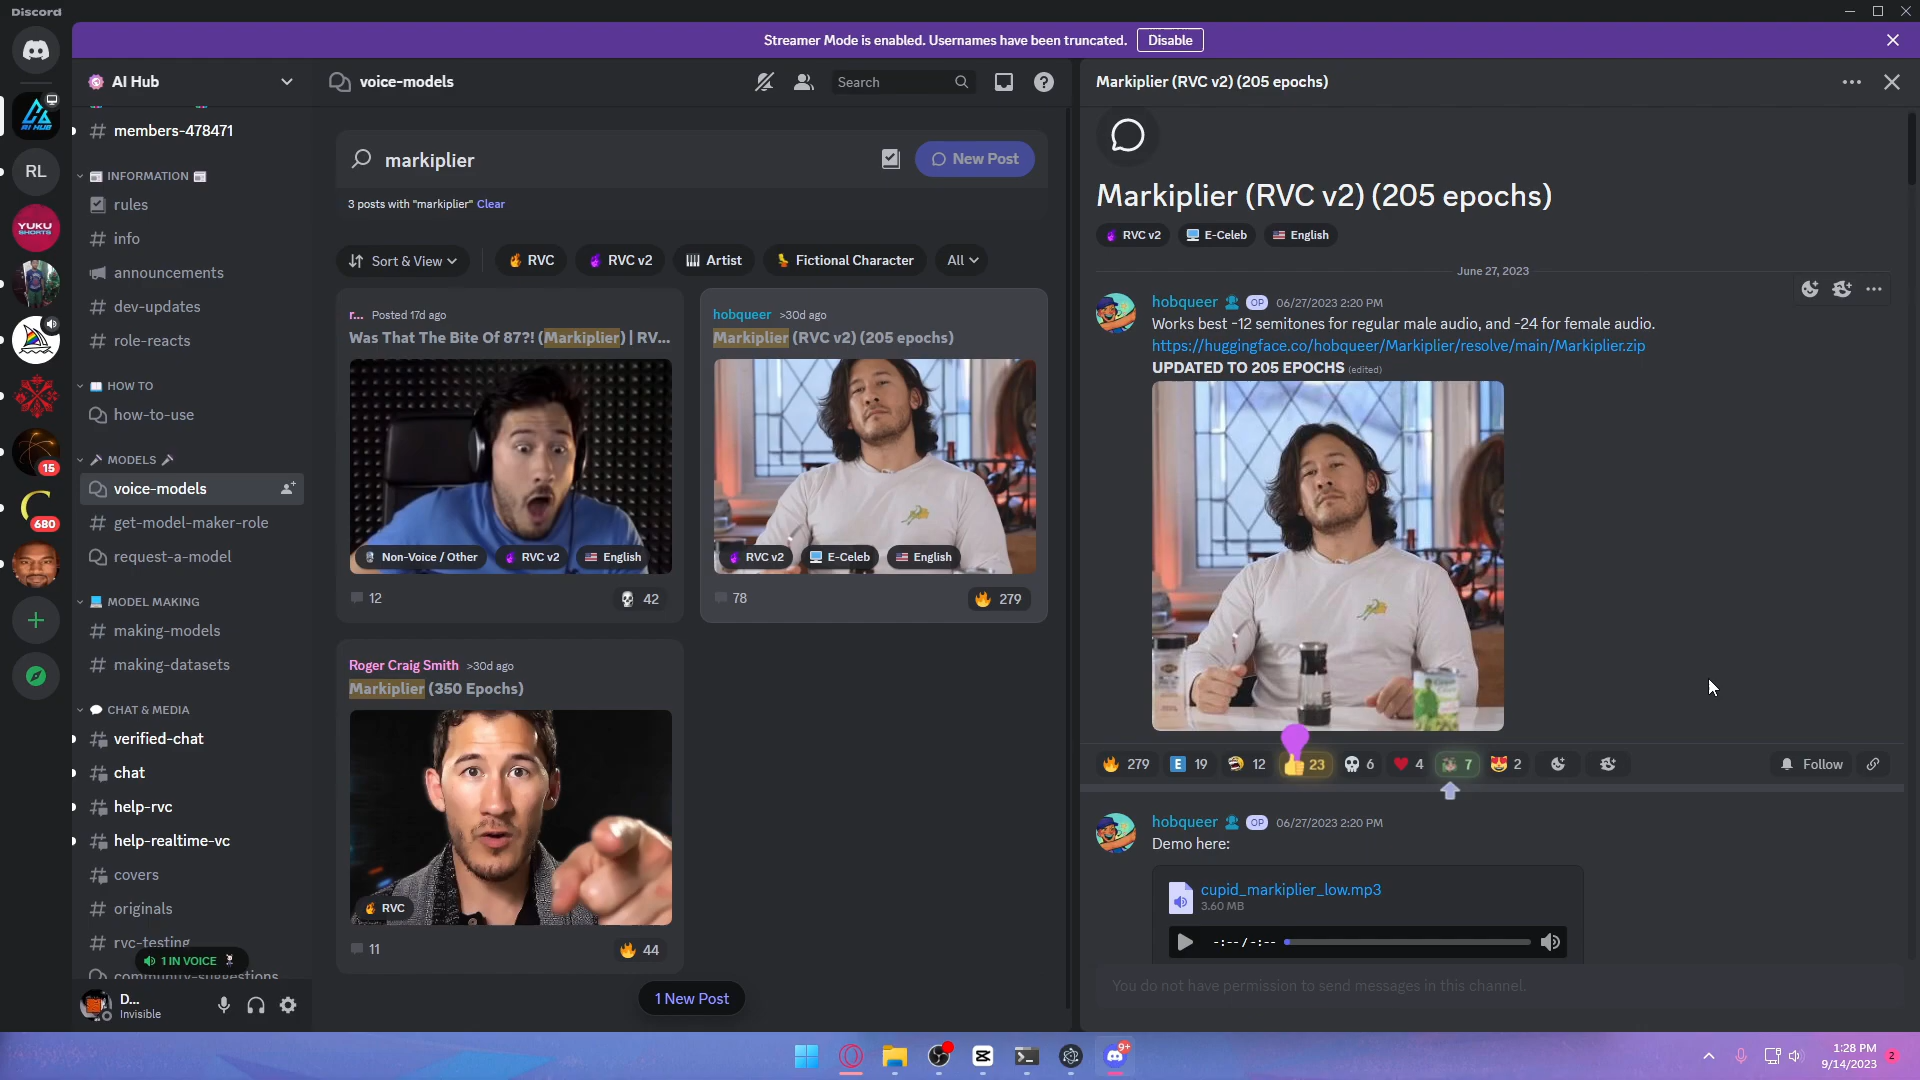 Discord
Streamer Mode is enabled. Usernames have been truncated. Disable
AI HUB
RL
YUKU
SHORTS
15
680
AI Hub
members-478471
INFORMATION
rules
info
announcements
dev-updates
role-reacts
HOW TO
how-to-use
MODELS
voice-models
get-model-maker-role
request-a-model
MODEL MAKING
making-models
making-datasets
CHAT & MEDIA
verified-chat
chat
help-rvc
help-realtime-vc
covers
originals
rvc-testing
1 IN VOICE
community-suggestions
D...
Invisible
voice-models
Search
markiplier
New Post
3 posts with "markiplier" Clear
Sort & View
RVC
RVC v2
Artist
Fictional Character
All
r... Posted 17d ago
Was That The Bite Of 87?! (Markiplier) | RV...
Non-Voice / Other
RVC v2
English
12
42
hobqueer >30d ago
Markiplier (RVC v2) (205 epochs)
RVC v2
E-Celeb
English
78
279
Roger Craig Smith >30d ago
Markiplier (350 Epochs)
RVC
11
44
1 New Post
Markiplier (RVC v2) (205 epochs)
Markiplier (RVC v2) (205 epochs)
RVC v2
E-Celeb
English
June 27, 2023
hobqueer OP 06/27/2023 2:20 PM
Works best -12 semitones for regular male audio, and -24 for female audio.
https://huggingface.co/hobqueer/Markiplier/resolve/main/Markiplier.zip
UPDATED TO 205 EPOCHS (edited)
279 E 19 12 23 6 4 7 2
Follow
hobqueer OP 06/27/2023 2:20 PM
Demo here:
cupid_markiplier_low.mp3
3.60 MB
-:--/-:--
You do not have permission to send messages in this channel.
9+
1:28 PM
9/14/2023
2